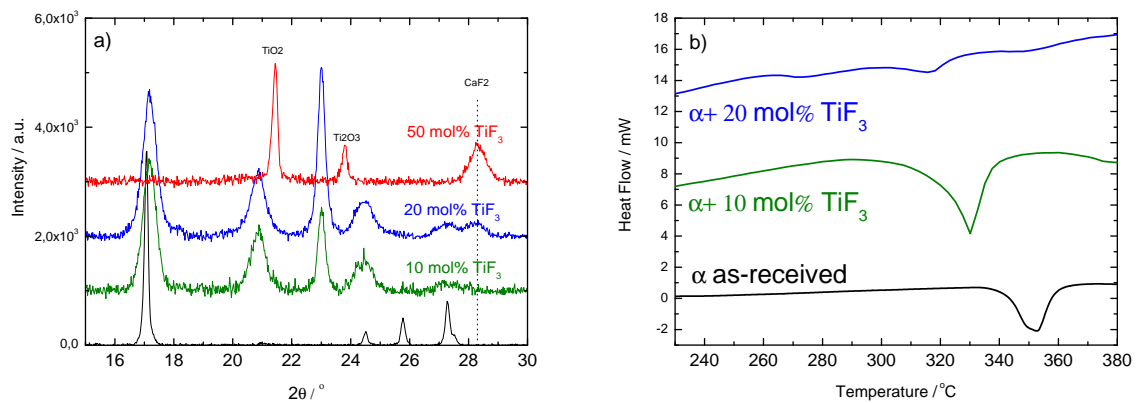 a)
6,0x10³
4,0x10³
2,0x10³
0,0
Intensity / a.u.
TiO2
CaF2
50 mol% TiF₃
Ti2O3
20 mol% TiF₃
10 mol% TiF₃
16 18 20 22 24 26 28 30
2θ / °
b)
18
16
14
12
10
8
6
4
2
0
-2
Heat Flow / mW
α+ 20 mol% TiF₃
α+ 10 mol% TiF₃
α as-received
240 260 280 300 320 340 360 380
Temperature / °C